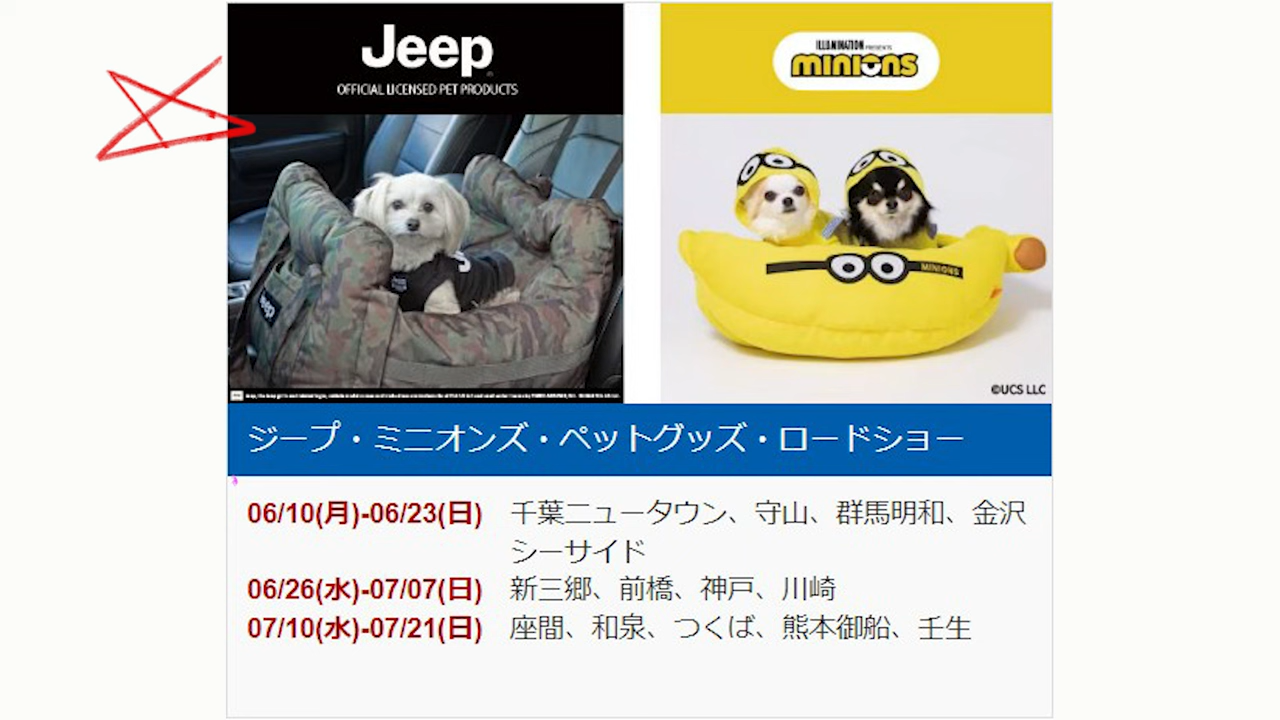 Jeep
OFFICIAL LICENSED PET PRODUCTS
Jeep
ILLUMINATION PRESENTS
minions
MINIONS
©UCS LLC
ジープ・ミニオンズ・ペットグッズ・ロードショー
06/10(月)-06/23(日) 千葉ニュータウン、守山、群馬明和、金沢
シーサイド
06/26(水)-07/07(日) 新三郷、前橋、神戸、川崎
07/10(水)-07/21(日) 座間、和泉、つくば、熊本御船、壬生